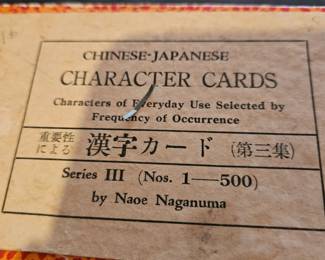 CHINESE-JAPANESE
CHARACTER CARDS
Characters of Everyday Use Selected by
Frequency of Occurrence
重要性
による
漢字カード (第三集)
Series III (Nos. 1—500)
by Naoe Naganuma